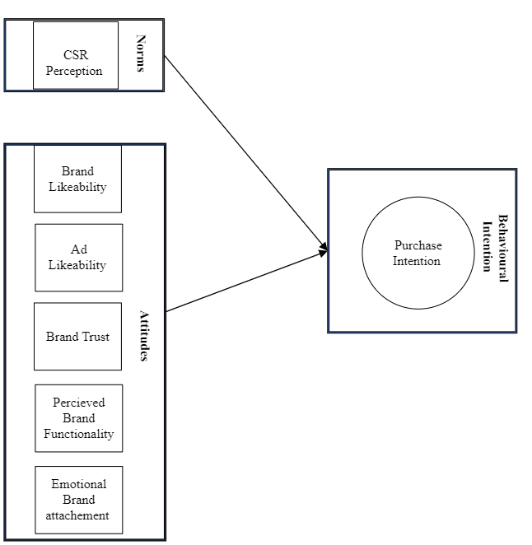 CSR
Perception
Norms
Brand
Likeability
Ad
Likeability
Brand Trust
Percieved
Brand
Functionality
Emotional
Brand
attachement
Attitudes
Purchase
Intention
Behavioural
Intention